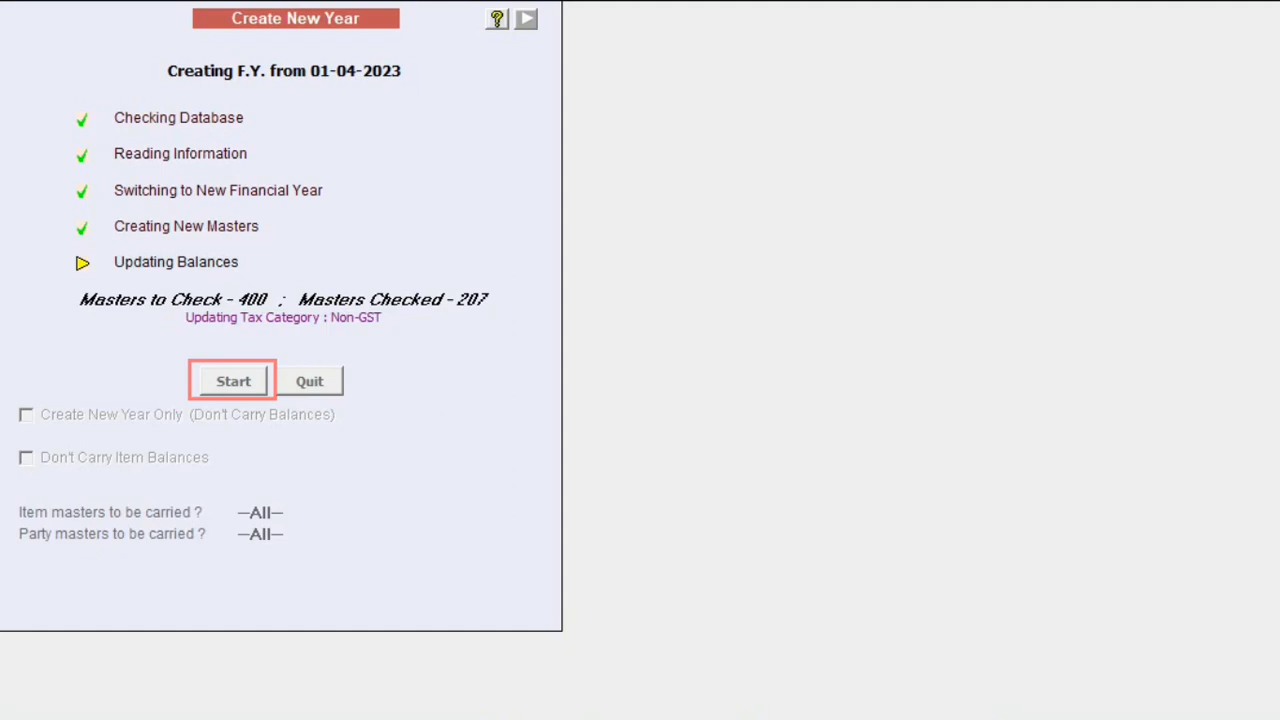 Create New Year
Creating F.Y. from 01-04-2023
Checking Database
Reading Information
Switching to New Financial Year
Creating New Masters
Updating Balances
Masters to Check - 400 ; Masters Checked - 207
Updating Tax Category : Non-GST
Start Quit
Create New Year Only (Don't Carry Balances)
Don't Carry Item Balances
Item masters to be carried ? —All—
Party masters to be carried ? —All—